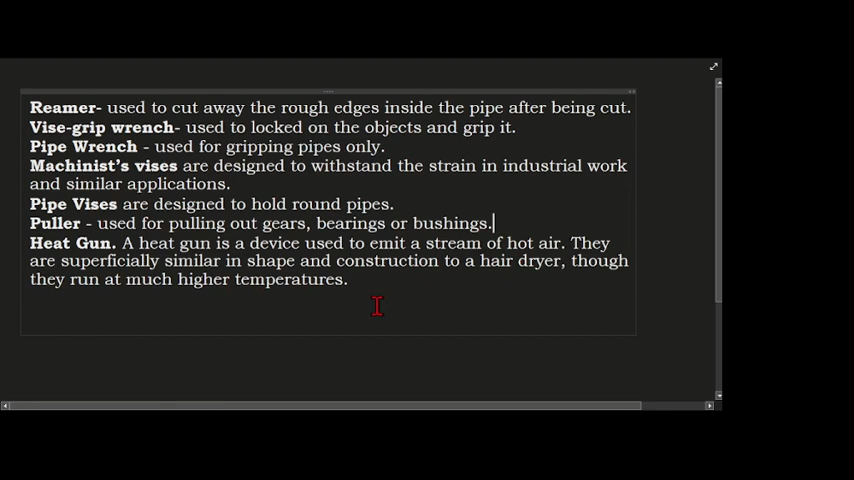 Reamer- used to cut away the rough edges inside the pipe after being cut.
Vise-grip wrench- used to locked on the objects and grip it.
Pipe Wrench - used for gripping pipes only.
Machinist's vises are designed to withstand the strain in industrial work
and similar applications.
Pipe Vises are designed to hold round pipes.
Puller - used for pulling out gears, bearings or bushings.
Heat Gun. A heat gun is a device used to emit a stream of hot air. They
are superficially similar in shape and construction to a hair dryer, though
they run at much higher temperatures.